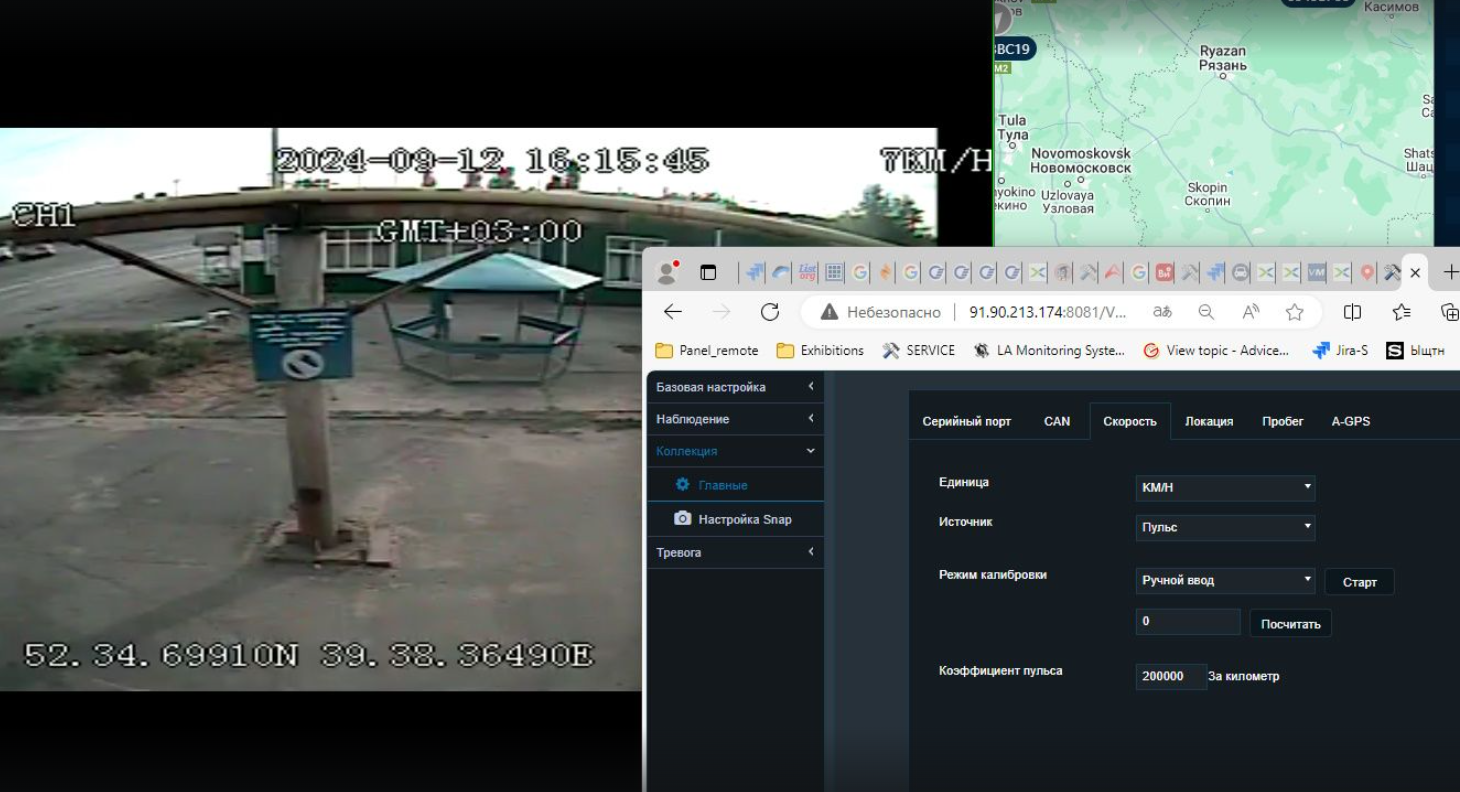 2024-09-12 16:15:45
7KM/H
CH1
GMT+03:00
52.34.69910N 39.38.36490E
Касимов
BC19
M2
Ryazan
Рязань
Tula
Тула
Novomoskovsk
Новомосковск
Uzlovaya
Узловая
Skopin
Скопин
Shats
Шац
yokino
кино
Небезопасно
91.90.213.174:8081/V...
Panel_remote
Exhibitions
SERVICE
LA Monitoring Syste...
View topic - Advice...
Jira-S
Ыщтн
Базовая настройка
Наблюдение
Коллекция
Главные
Настройка Snap
Тревога
Серийный порт CAN Скорость Локация Пробег A-GPS
Единица
KM/H
Источник
Пульс
Режим калибровки
Ручной ввод
Старт
0
Посчитать
Коэффициент пульса
200000 За километр